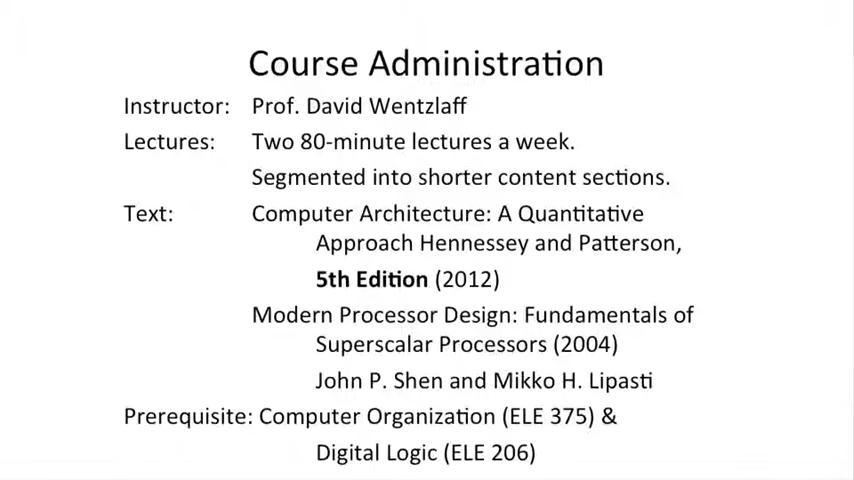 Course Administration
Instructor: Prof. David Wentzlaff
Lectures: Two 80-minute lectures a week.
Segmented into shorter content sections.
Text: Computer Architecture: A Quantitative
Approach Hennessey and Patterson,
5th Edition (2012)
Modern Processor Design: Fundamentals of
Superscalar Processors (2004)
John P. Shen and Mikko H. Lipasti
Prerequisite: Computer Organization (ELE 375) &
Digital Logic (ELE 206)